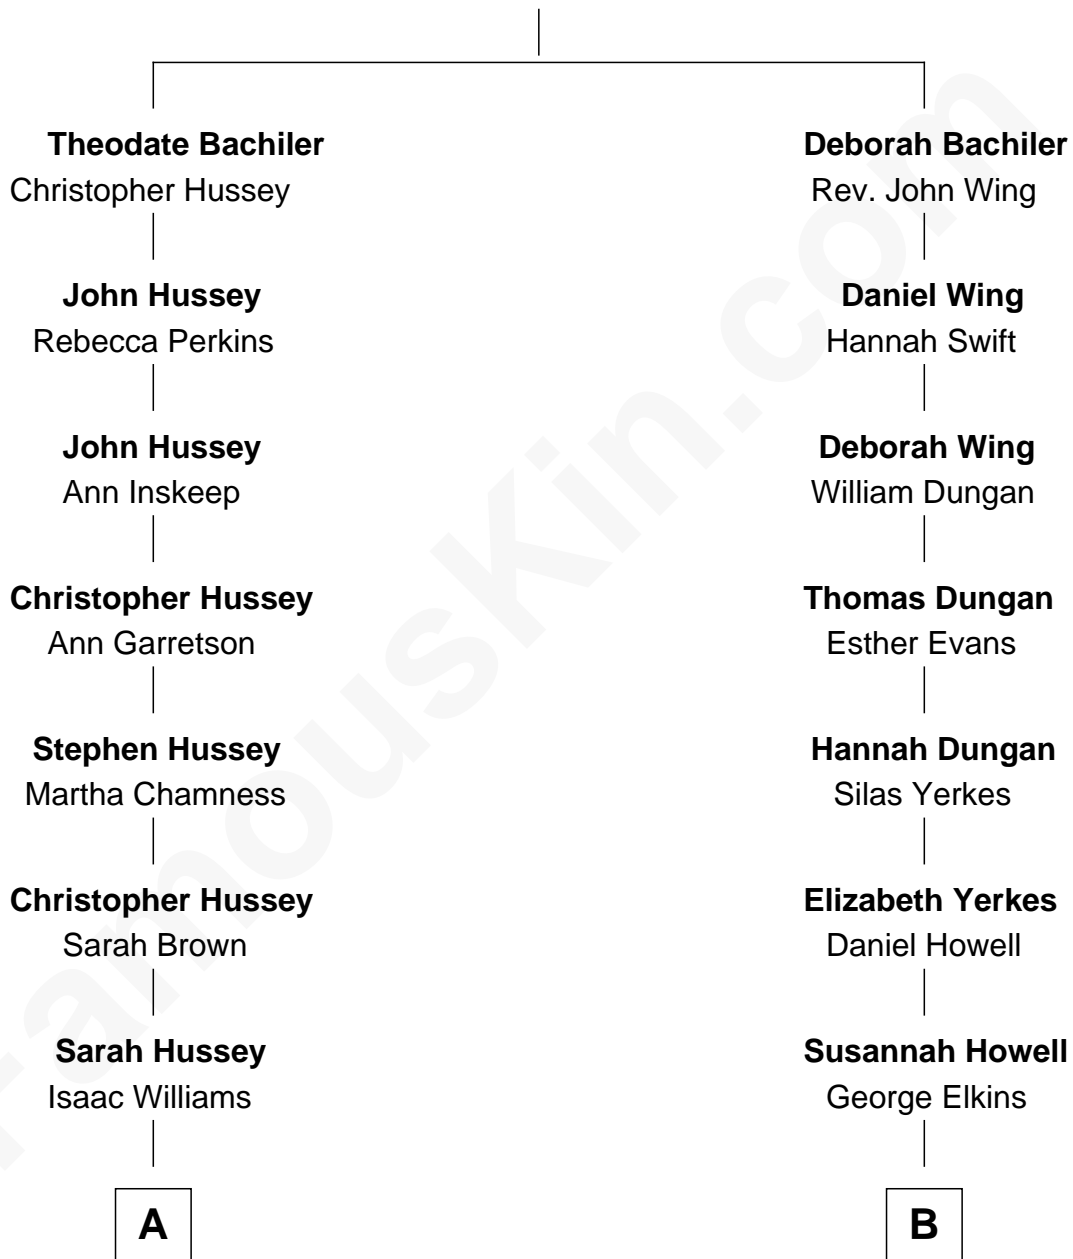 Theodate Bachiler
Christopher Hussey
John Hussey
Rebecca Perkins
John Hussey
Ann Inskeep
Christopher Hussey
Ann Garretson
Stephen Hussey
Martha Chamness
Christopher Hussey
Sarah Brown
Sarah Hussey
Isaac Williams
A
Deborah Bachiler
Rev. John Wing
Daniel Wing
Hannah Swift
Deborah Wing
William Dungan
Thomas Dungan
Esther Evans
Hannah Dungan
Silas Yerkes
Elizabeth Yerkes
Daniel Howell
Susannah Howell
George Elkins
B
FamousKin.com